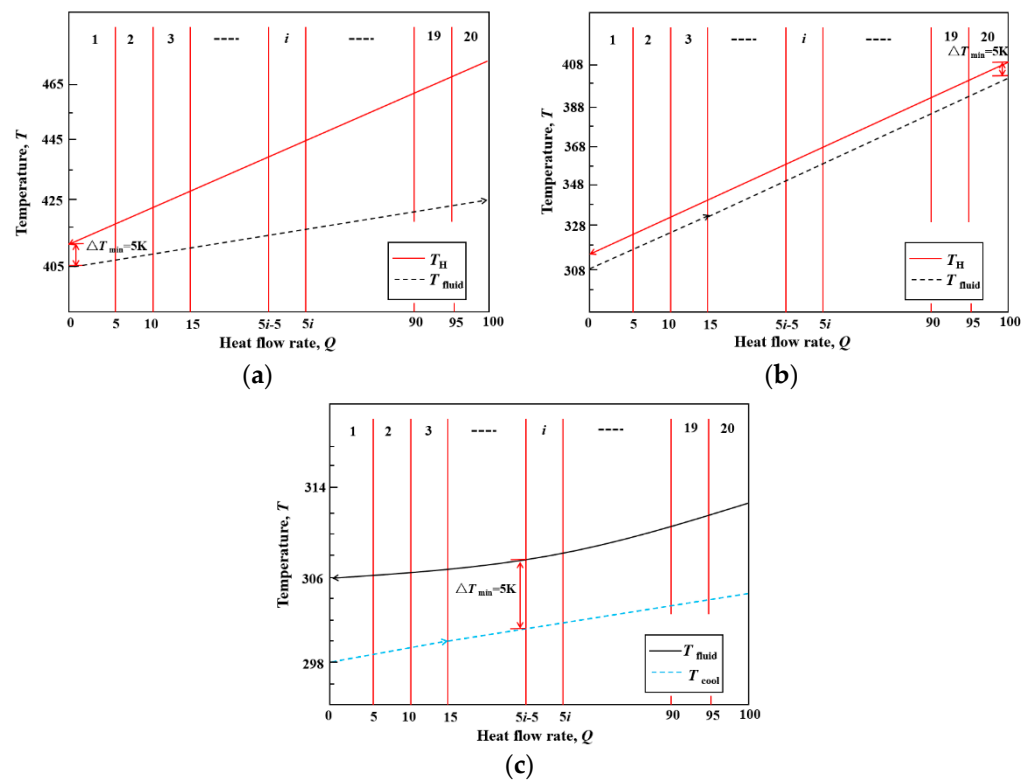 1 2 3 ---- i ---- 19 20
465
445
425
405
Temperature, T
△Tmin=5K
TH
Tfluid
0 5 10 15 5i-5 5i 90 95 100
Heat flow rate, Q
(a)
1 2 3 ---- i ---- 19 20
△Tmin=5K
408
388
368
348
328
308
Temperature, T
TH
Tfluid
0 5 10 15 5i-5 5i 90 95 100
Heat flow rate, Q
(b)
1 2 3 ---- i ---- 19 20
314
306
298
Temperature, T
△Tmin=5K
Tfluid
Tcool
0 5 10 15 5i-5 5i 90 95 100
Heat flow rate, Q
(c)